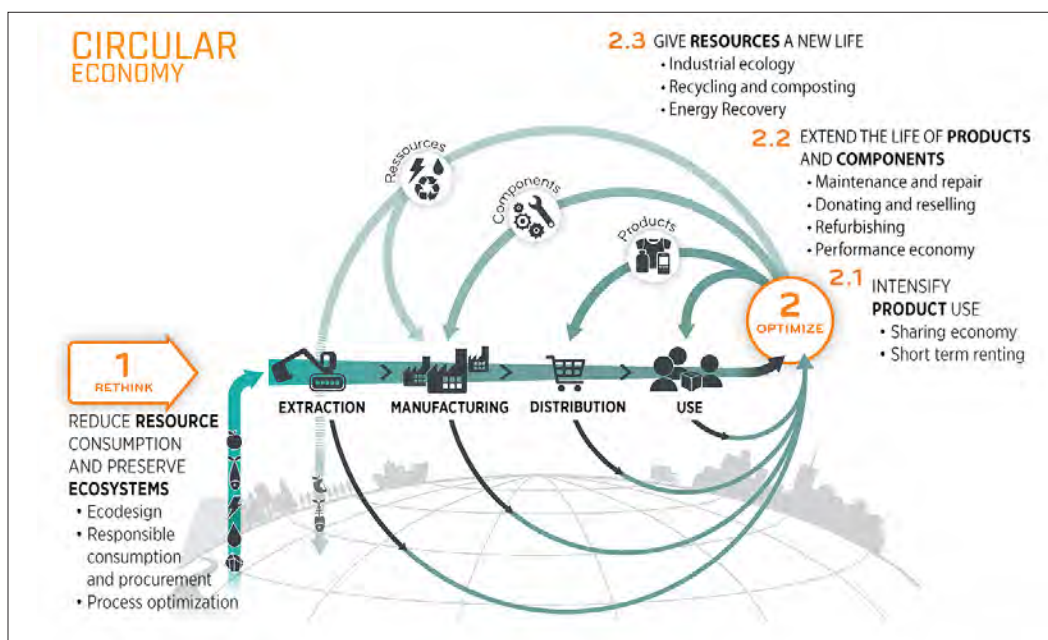 CIRCULAR
ECONOMY
2.3 GIVE RESOURCES A NEW LIFE
• Industrial ecology
• Recycling and composting
• Energy Recovery
2.2 EXTEND THE LIFE OF PRODUCTS
AND COMPONENTS
• Maintenance and repair
• Donating and reselling
• Refurbishing
• Performance economy
2.1 INTENSIFY
PRODUCT USE
• Sharing economy
• Short term renting
Ressources
Components
Products
2
OPTIMIZE
1
RETHINK
EXTRACTION
MANUFACTURING
DISTRIBUTION
USE
REDUCE RESOURCE
CONSUMPTION
AND PRESERVE
ECOSYSTEMS
• Ecodesign
• Responsible
consumption
and procurement
• Process optimization